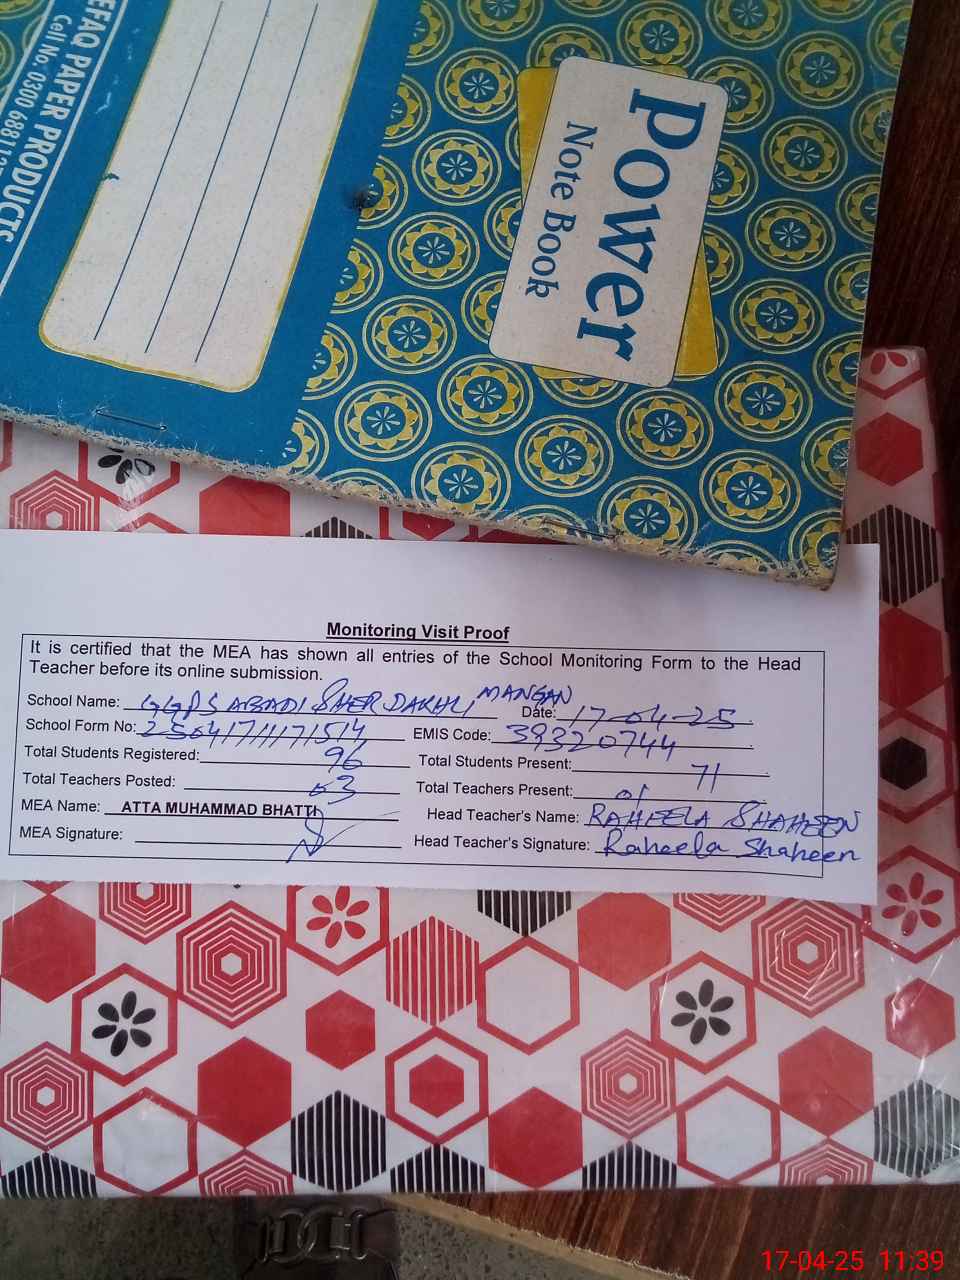 EFAQ PAPER PRODUCTS
Cell No. 0300 6881
Power
Note Book
Monitoring Visit Proof
It is certified that the MEA has shown all entries of the School Monitoring Form to the Head
Teacher before its online submission.
School Name: GGPS ABADI SHER DAKHLI MANGAN Date: 17-04-25
School Form No: EMIS Code: 39320744
Total Students Registered: 96 Total Students Present: 71
Total Teachers Posted: 03 Total Teachers Present: 01
MEA Name: ATTA MUHAMMAD BHATTI Head Teacher's Name: RAHEELA SHAHEEN
MEA Signature: Head Teacher's Signature: Raheela Shaheen
17-04-25 11:39